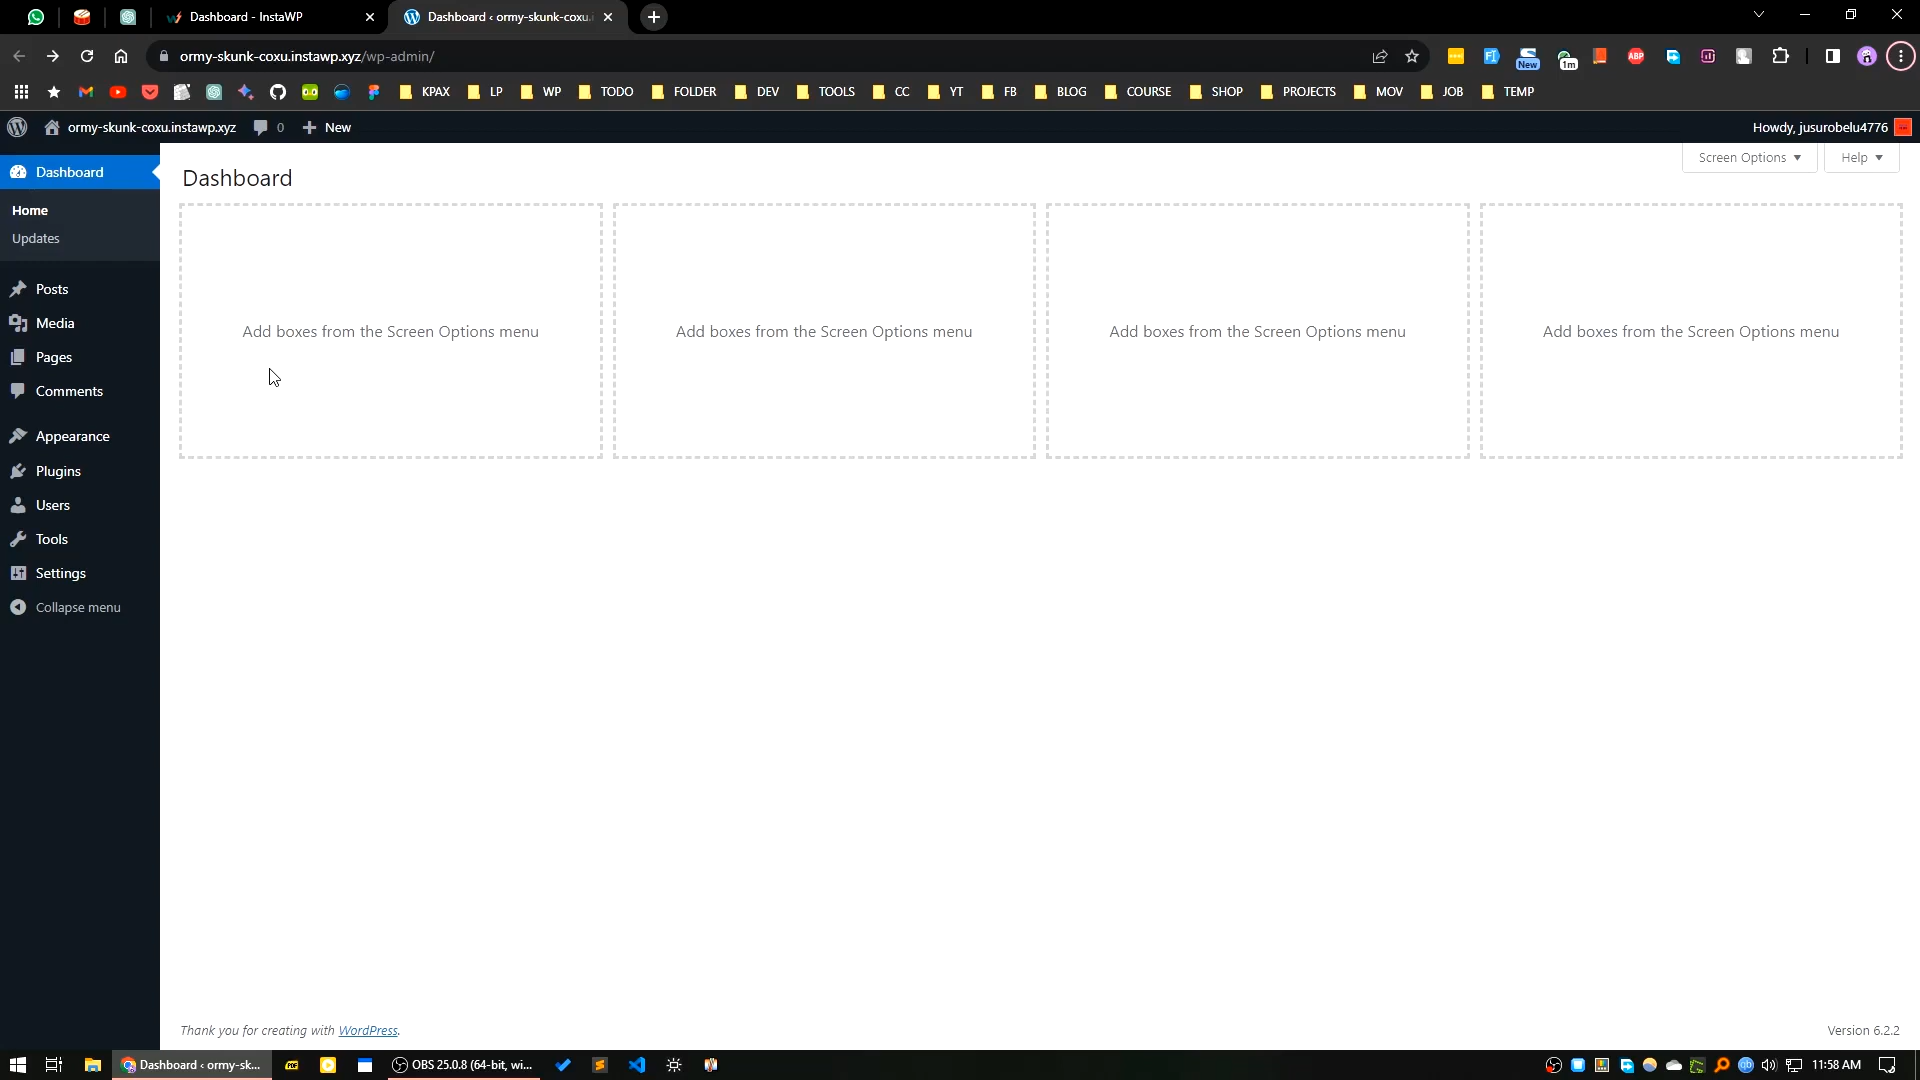 Dashboard - InstaWP
Dashboard ‹ ormy-skunk-coxu.i
ormy-skunk-coxu.instawp.xyz/wp-admin/
New
1m
ABP
KPAX
LP
WP
TODO
FOLDER
DEV
TOOLS
CC
YT
FB
BLOG
COURSE
SHOP
PROJECTS
MOV
JOB
TEMP
ormy-skunk-coxu.instawp.xyz
0
New
Howdy, jusurobelu4776
Dashboard
Home
Updates
Posts
Media
Pages
Comments
Appearance
Plugins
Users
Tools
Settings
Collapse menu
Screen Options
Help
Dashboard
Add boxes from the Screen Options menu
Add boxes from the Screen Options menu
Add boxes from the Screen Options menu
Add boxes from the Screen Options menu
Thank you for creating with WordPress.
Version 6.2.2
Dashboard ‹ ormy-sk...
OBS 25.0.8 (64-bit, wi...
11:58 AM